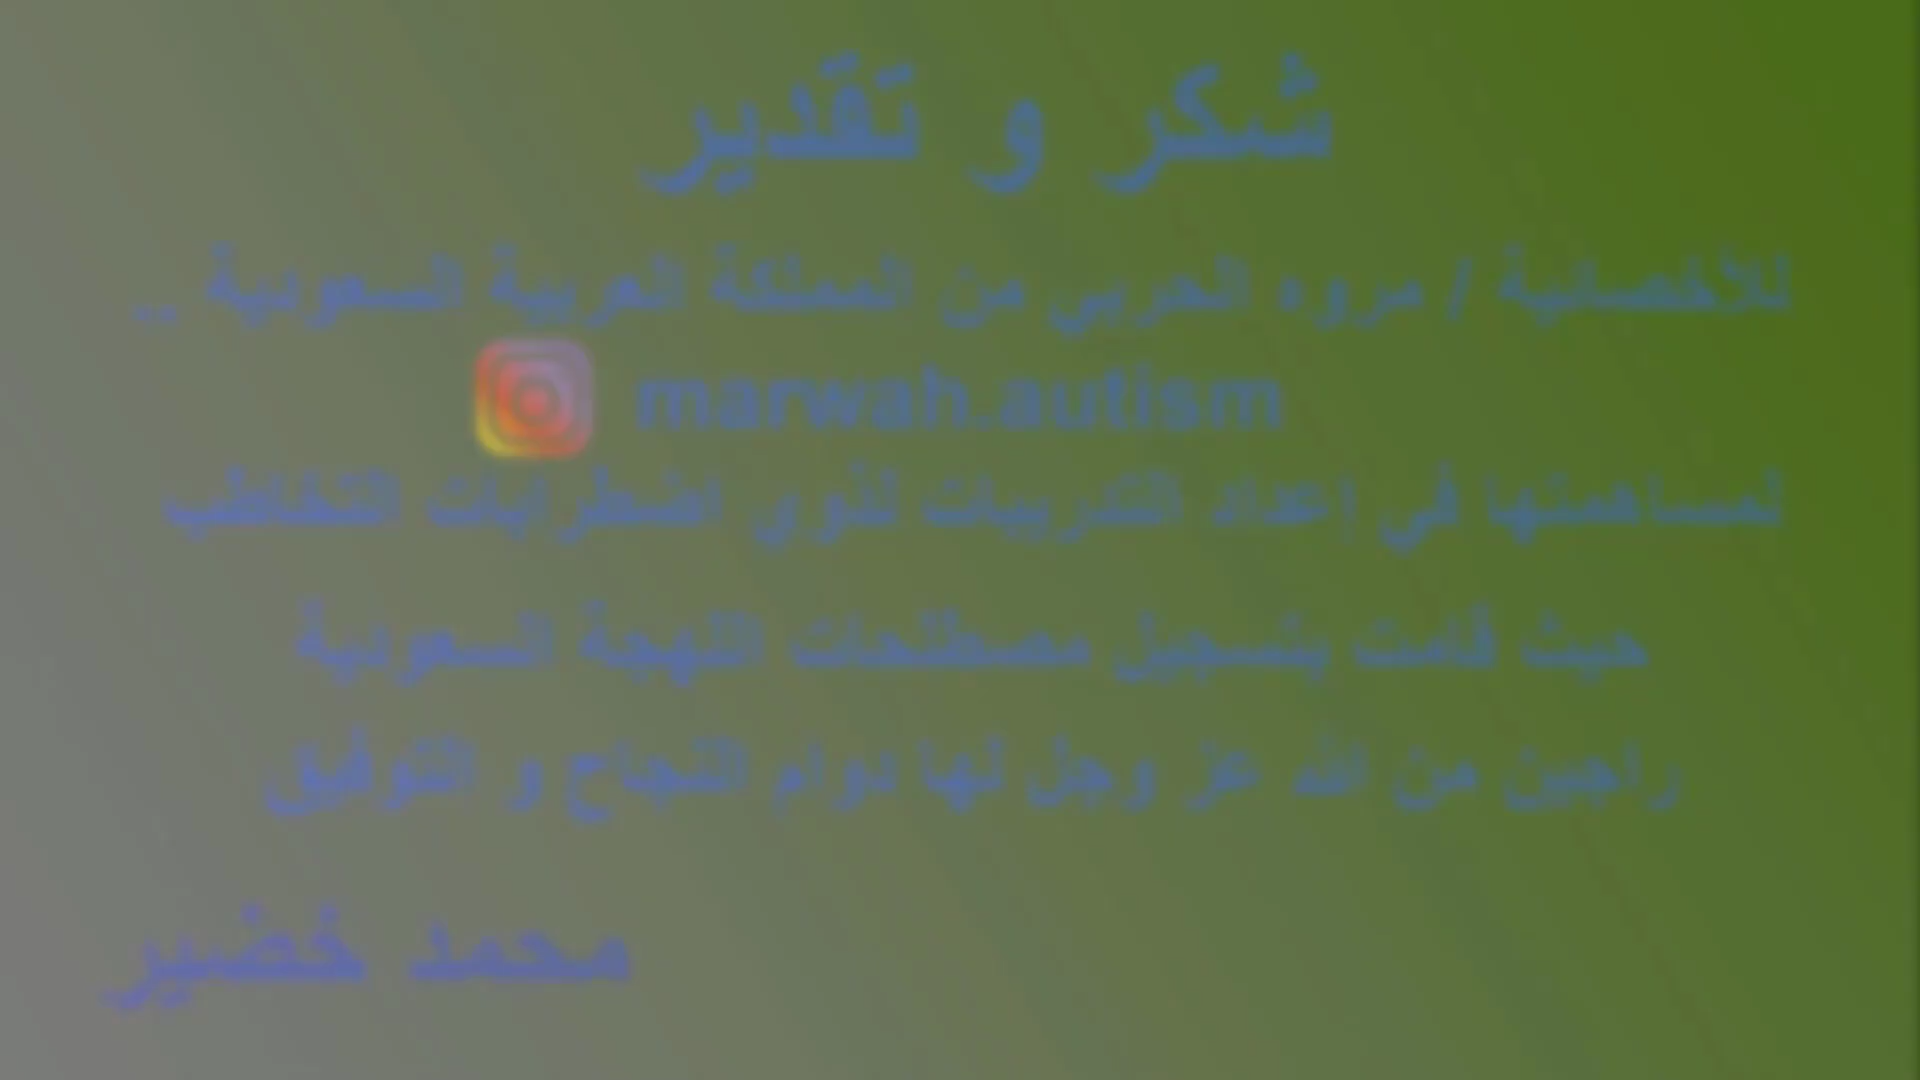 شكر و تقدير
للأخصائية / مروه الحربي من المملكة العربية السعودية ..
marwah.autism
لمساهمتها في إعداد التدريبات لذوي اضطرابات التخاطب
حيث قامت بتسجيل مصطلحات اللهجة السعودية
راجين من الله عز وجل لها دوام النجاح و التوفيق
محمد خضير